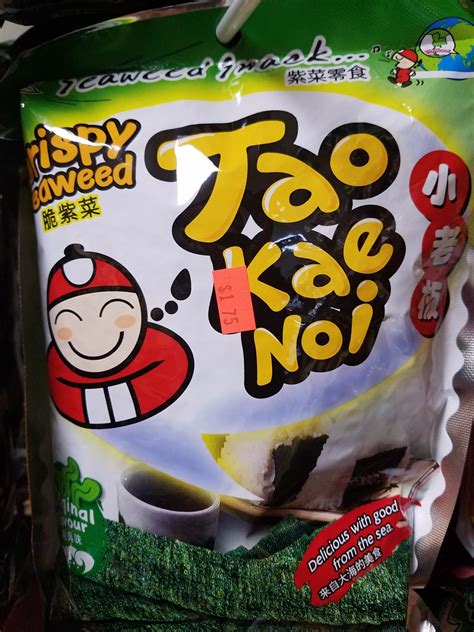 Seaweed Snack..."
紫菜零食
Crispy
Seaweed
脆紫菜
Tao
Kae
Noi
小老板
$1.75
Original
Flavour
Delicious with good
from the sea.
来自大海的美食